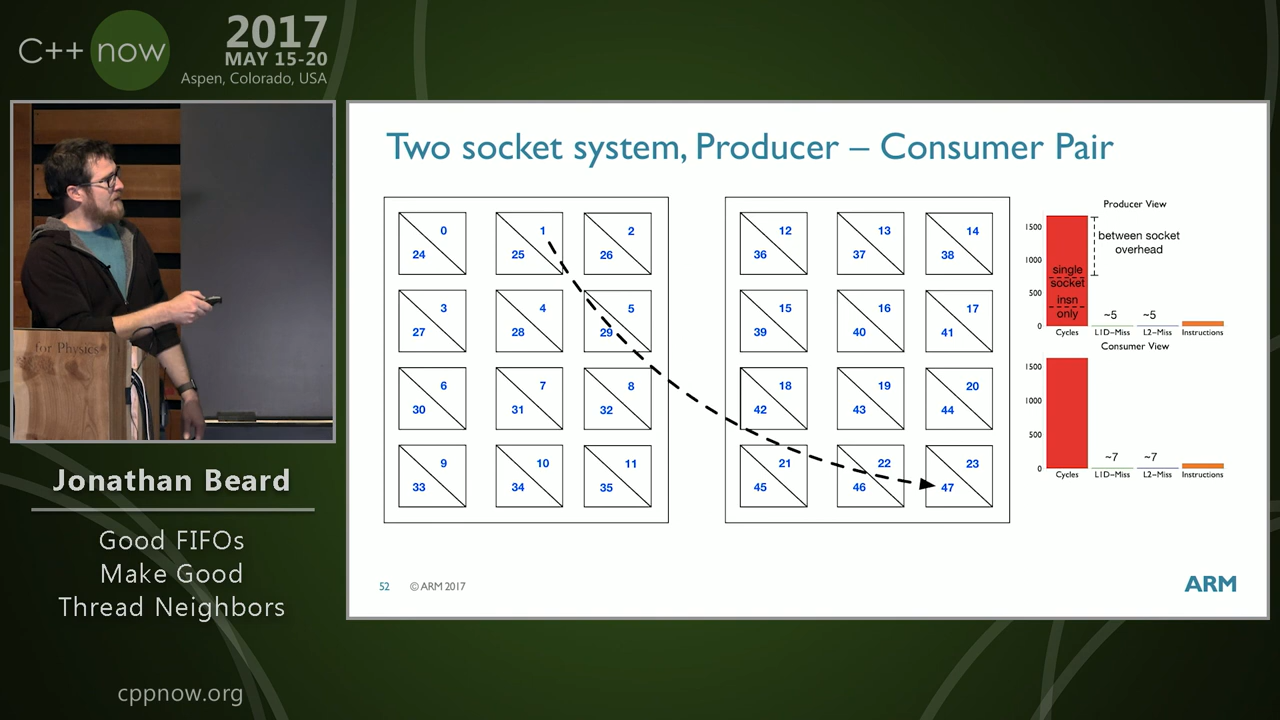 C++ now
2017
MAY 15-20
Aspen, Colorado, USA
for Physics
Jonathan Beard
Good FIFOs
Make Good
Thread Neighbors
cppnow.org
Two socket system, Producer – Consumer Pair
0 1 2
24 25 26
3 4 5
27 28 29
6 7 8
30 31 32
9 10 11
33 34 35
12 13 14
36 37 38
15 16 17
39 40 41
18 19 20
42 43 44
21 22 23
45 46 47
Producer View
1500
1000
500
0
between socket
overhead
single
socket
insn
only
~5 ~5
Cycles L1D-Miss L2-Miss Instructions
Consumer View
1500
1000
500
0
~7 ~7
Cycles L1D-Miss L2-Miss Instructions
52 © ARM 2017
ARM